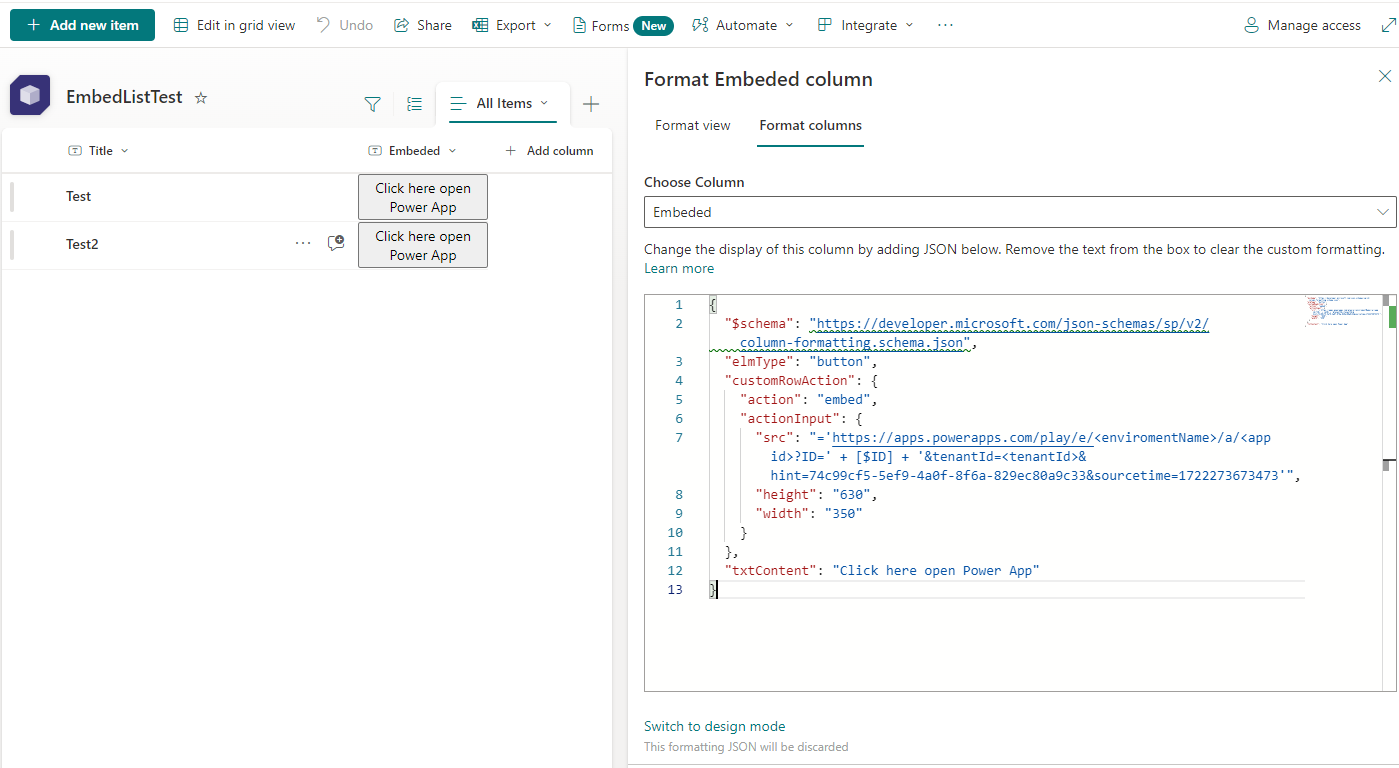 Add new item Edit in grid view Undo Share Export Forms New Automate Integrate ··· Manage access
EmbedListTest
All Items
Title Embeded Add column
Test Click here open
Power App
Test2 ··· Click here open
Power App
Format Embeded column
Format view Format columns
Choose Column
Embeded
Change the display of this column by adding JSON below. Remove the text from the box to clear the custom formatting.
Learn more
1 {
2 "$schema": "https://developer.microsoft.com/json-schemas/sp/v2/
column-formatting.schema.json",
3 "elmType": "button",
4 "customRowAction": {
5 "action": "embed",
6 "actionInput": {
7 "src": "='https://apps.powerapps.com/play/e/<enviromentName>/a/<app
id>?ID=' + [$ID] + '&tenantId=<tenantId>&
hint=74c99cf5-5ef9-4a0f-8f6a-829ec80a9c33&sourcetime=1722273673473'",
8 "height": "630",
9 "width": "350"
10 }
11 },
12 "txtContent": "Click here open Power App"
13 }
Switch to design mode
This formatting JSON will be discarded